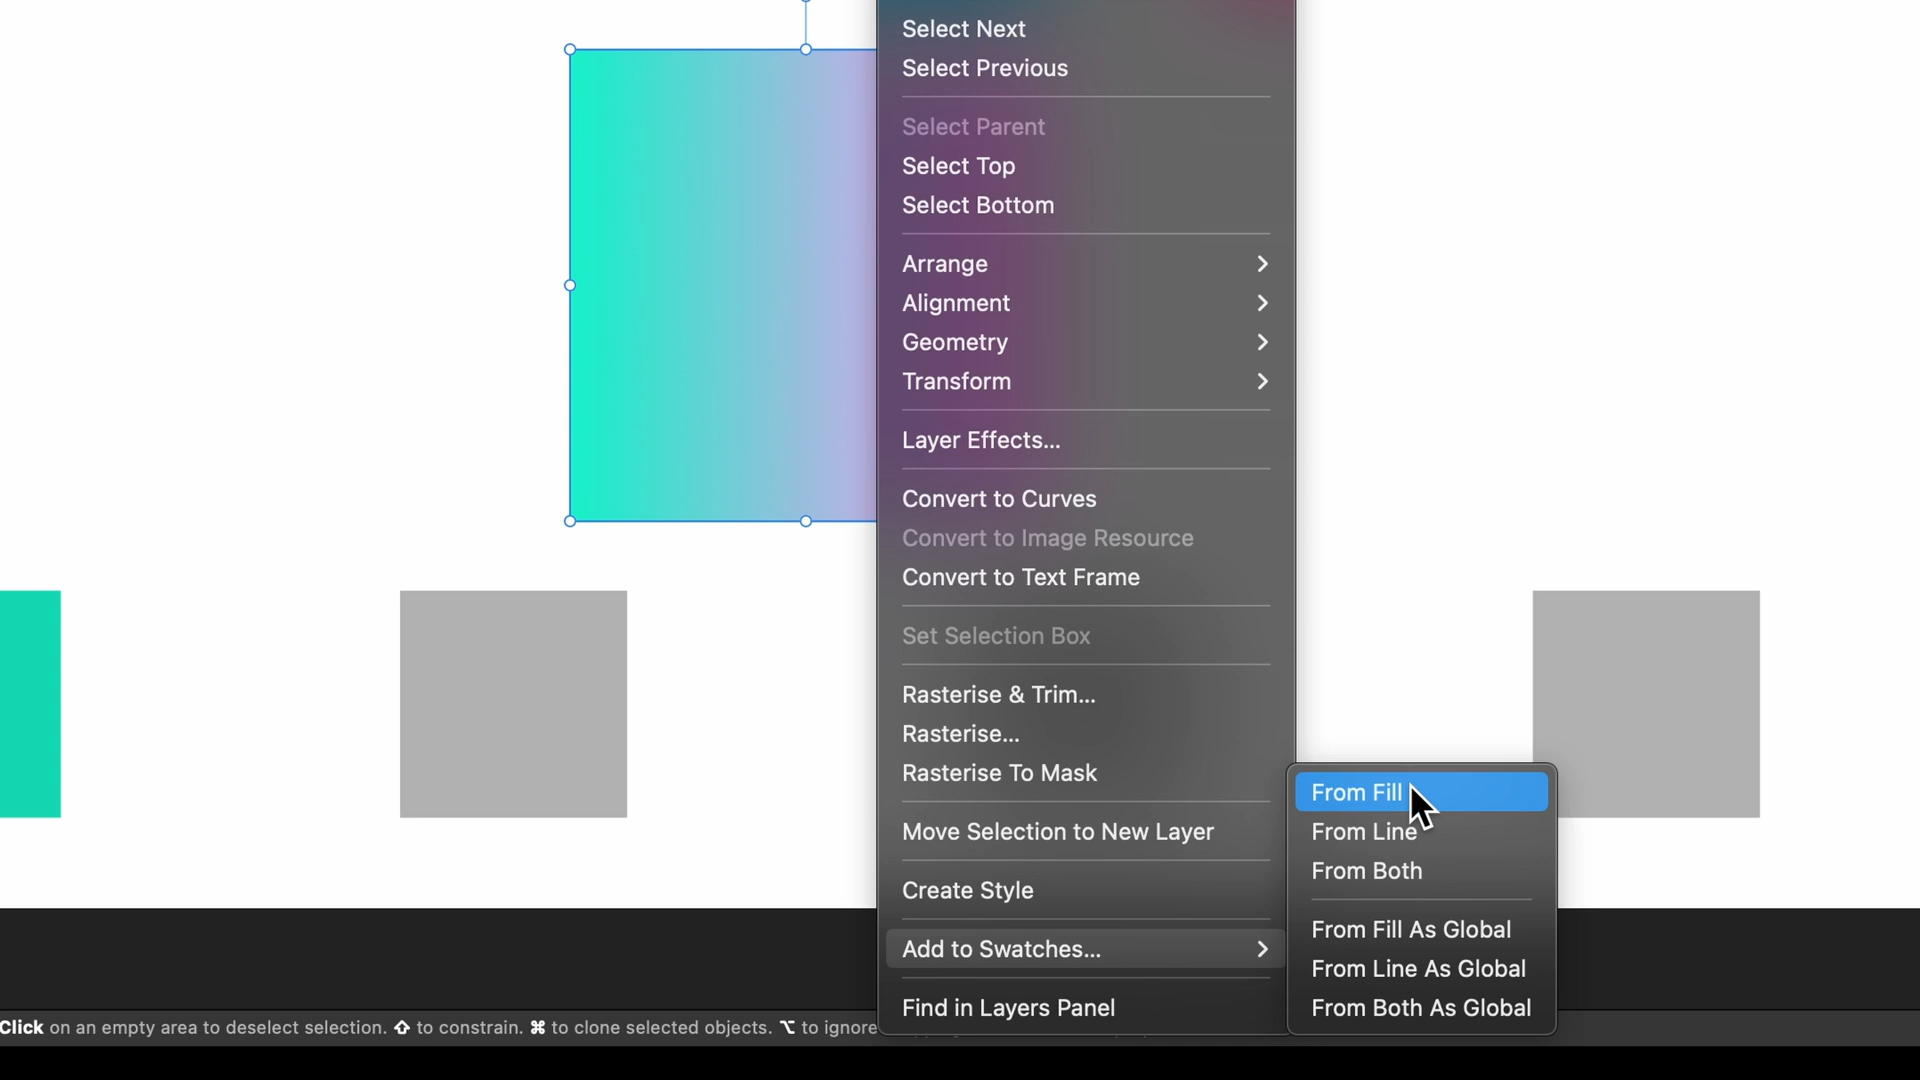 Select Next
Select Previous
Select Parent
Select Top
Select Bottom
Arrange
Alignment
Geometry
Transform
Layer Effects...
Convert to Curves
Convert to Image Resource
Convert to Text Frame
Set Selection Box
Rasterise & Trim...
Rasterise...
Rasterise To Mask
Move Selection to New Layer
Create Style
Add to Swatches...
Find in Layers Panel
From Fill
From Line
From Both
From Fill As Global
From Line As Global
From Both As Global
Click on an empty area to deselect selection. ⇧ to constrain. ⌘ to clone selected objects. ⌥ to ignore